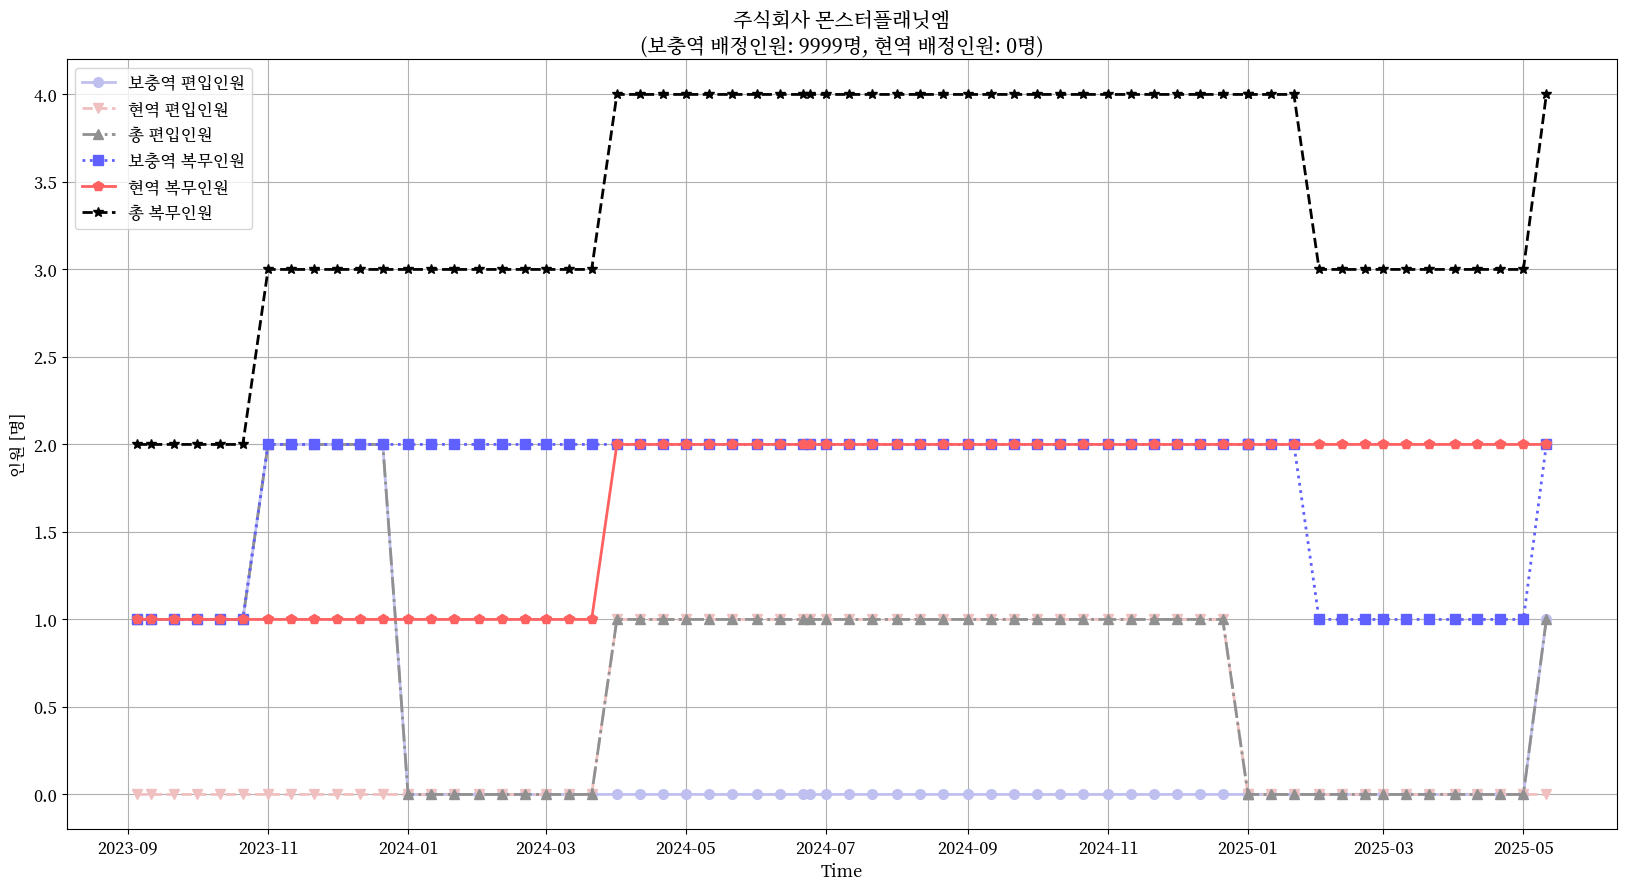 주식회사 몬스터플래닛엠
(보충역 배정인원: 9999명, 현역 배정인원: 0명)
보충역 편입인원
현역 편입인원
총 편입인원
보충역 복무인원
현역 복무인원
총 복무인원
4.0
3.5
3.0
2.5
2.0
1.5
1.0
0.5
0.0
인원 [명]
2023-09 2023-11 2024-01 2024-03 2024-05 2024-07 2024-09 2024-11 2025-01 2025-03 2025-05
Time